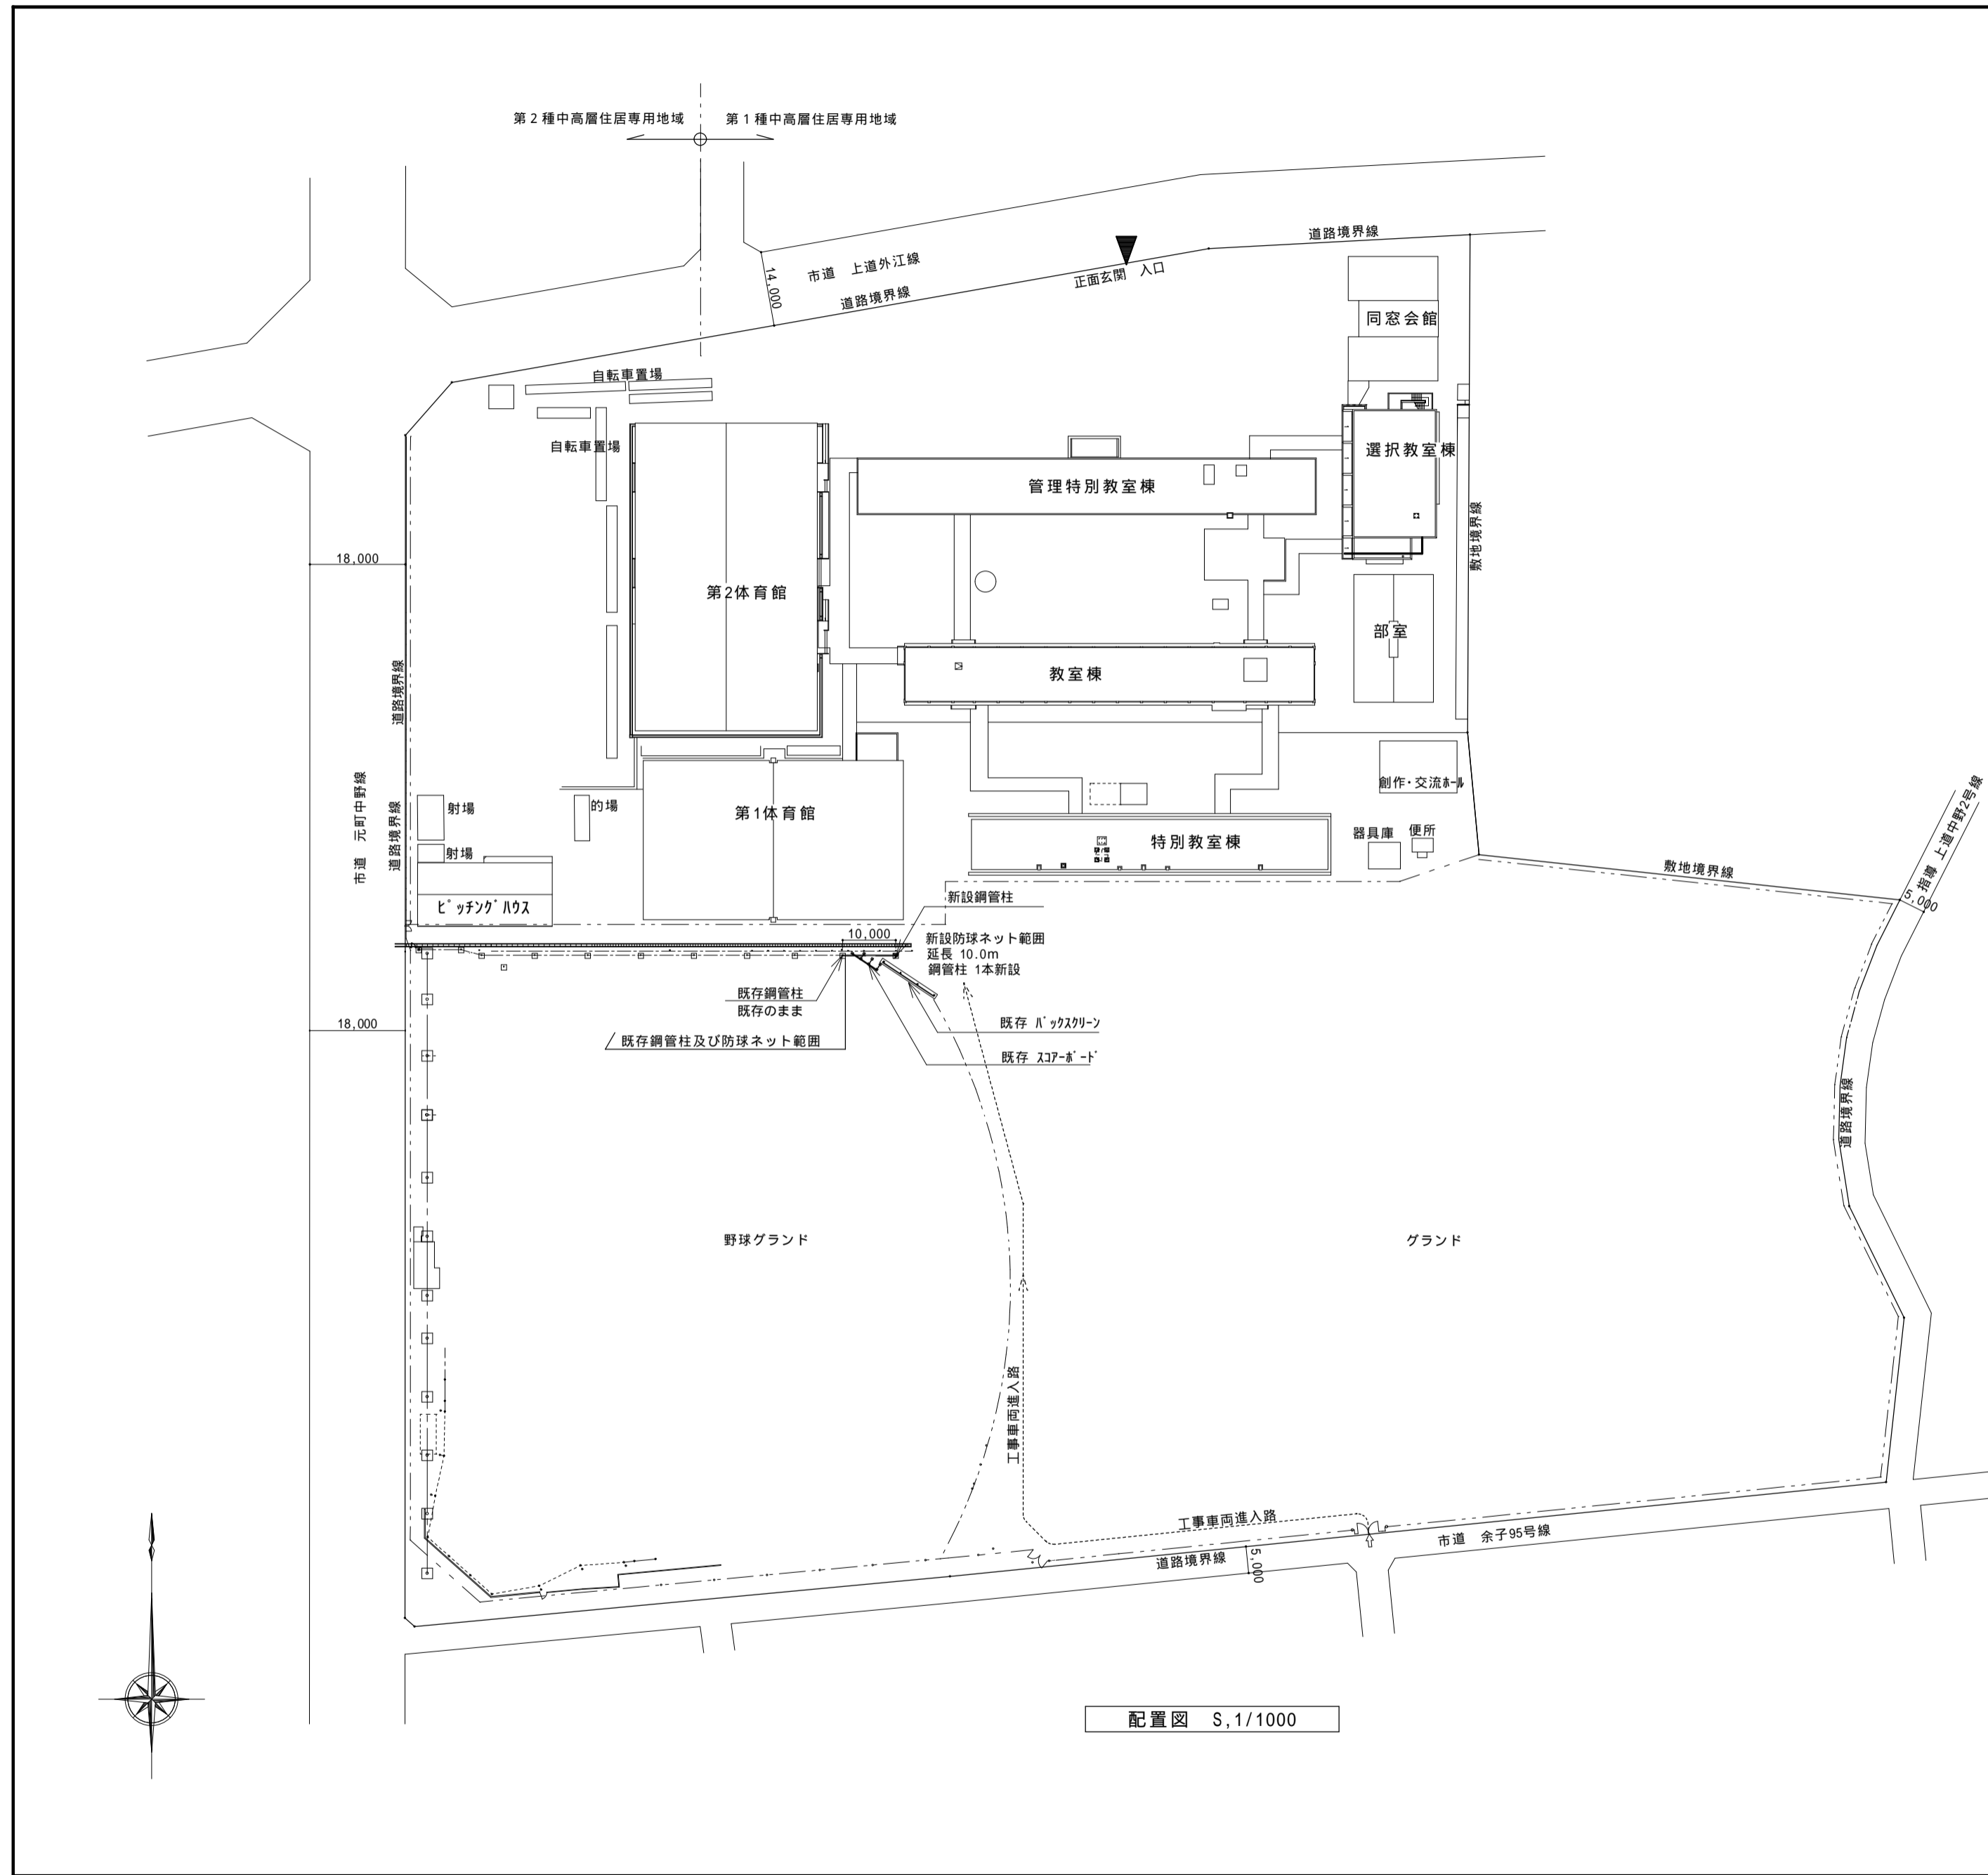 第２種中高層住居専用地域
第１種中高層住居専用地域
道路境界線
市道　上道外江線
14,000
道路境界線
正面玄関　入口
同窓会館
自転車置場
自転車置場
選択教室棟
管理特別教室棟
敷地境界線
18,000
第2体育館
部室
教室棟
道路境界線
市道　元町中野線
道路境界線
射場
的場
第1体育館
創作・交流ﾎｰﾙ
射場
特別教室棟
器具庫
便所
指導　上道中野2号線
5,000
敷地境界線
ﾋﾟｯﾁﾝｸﾞﾊｳｽ
新設鋼管柱
10,000
新設防球ネット範囲
延長 10.0m
鋼管柱 1本新設
既存鋼管柱
既存のまま
18,000
既存 ﾊﾞｯｸｽｸﾘｰﾝ
既存鋼管柱及び防球ネット範囲
既存 ｽｺｱｰﾎﾞｰﾄﾞ
道路境界線
野球グランド
グランド
工事車両進入路
工事車両進入路
市道　余子95号線
道路境界線
5,000
配置図　S,1/1000